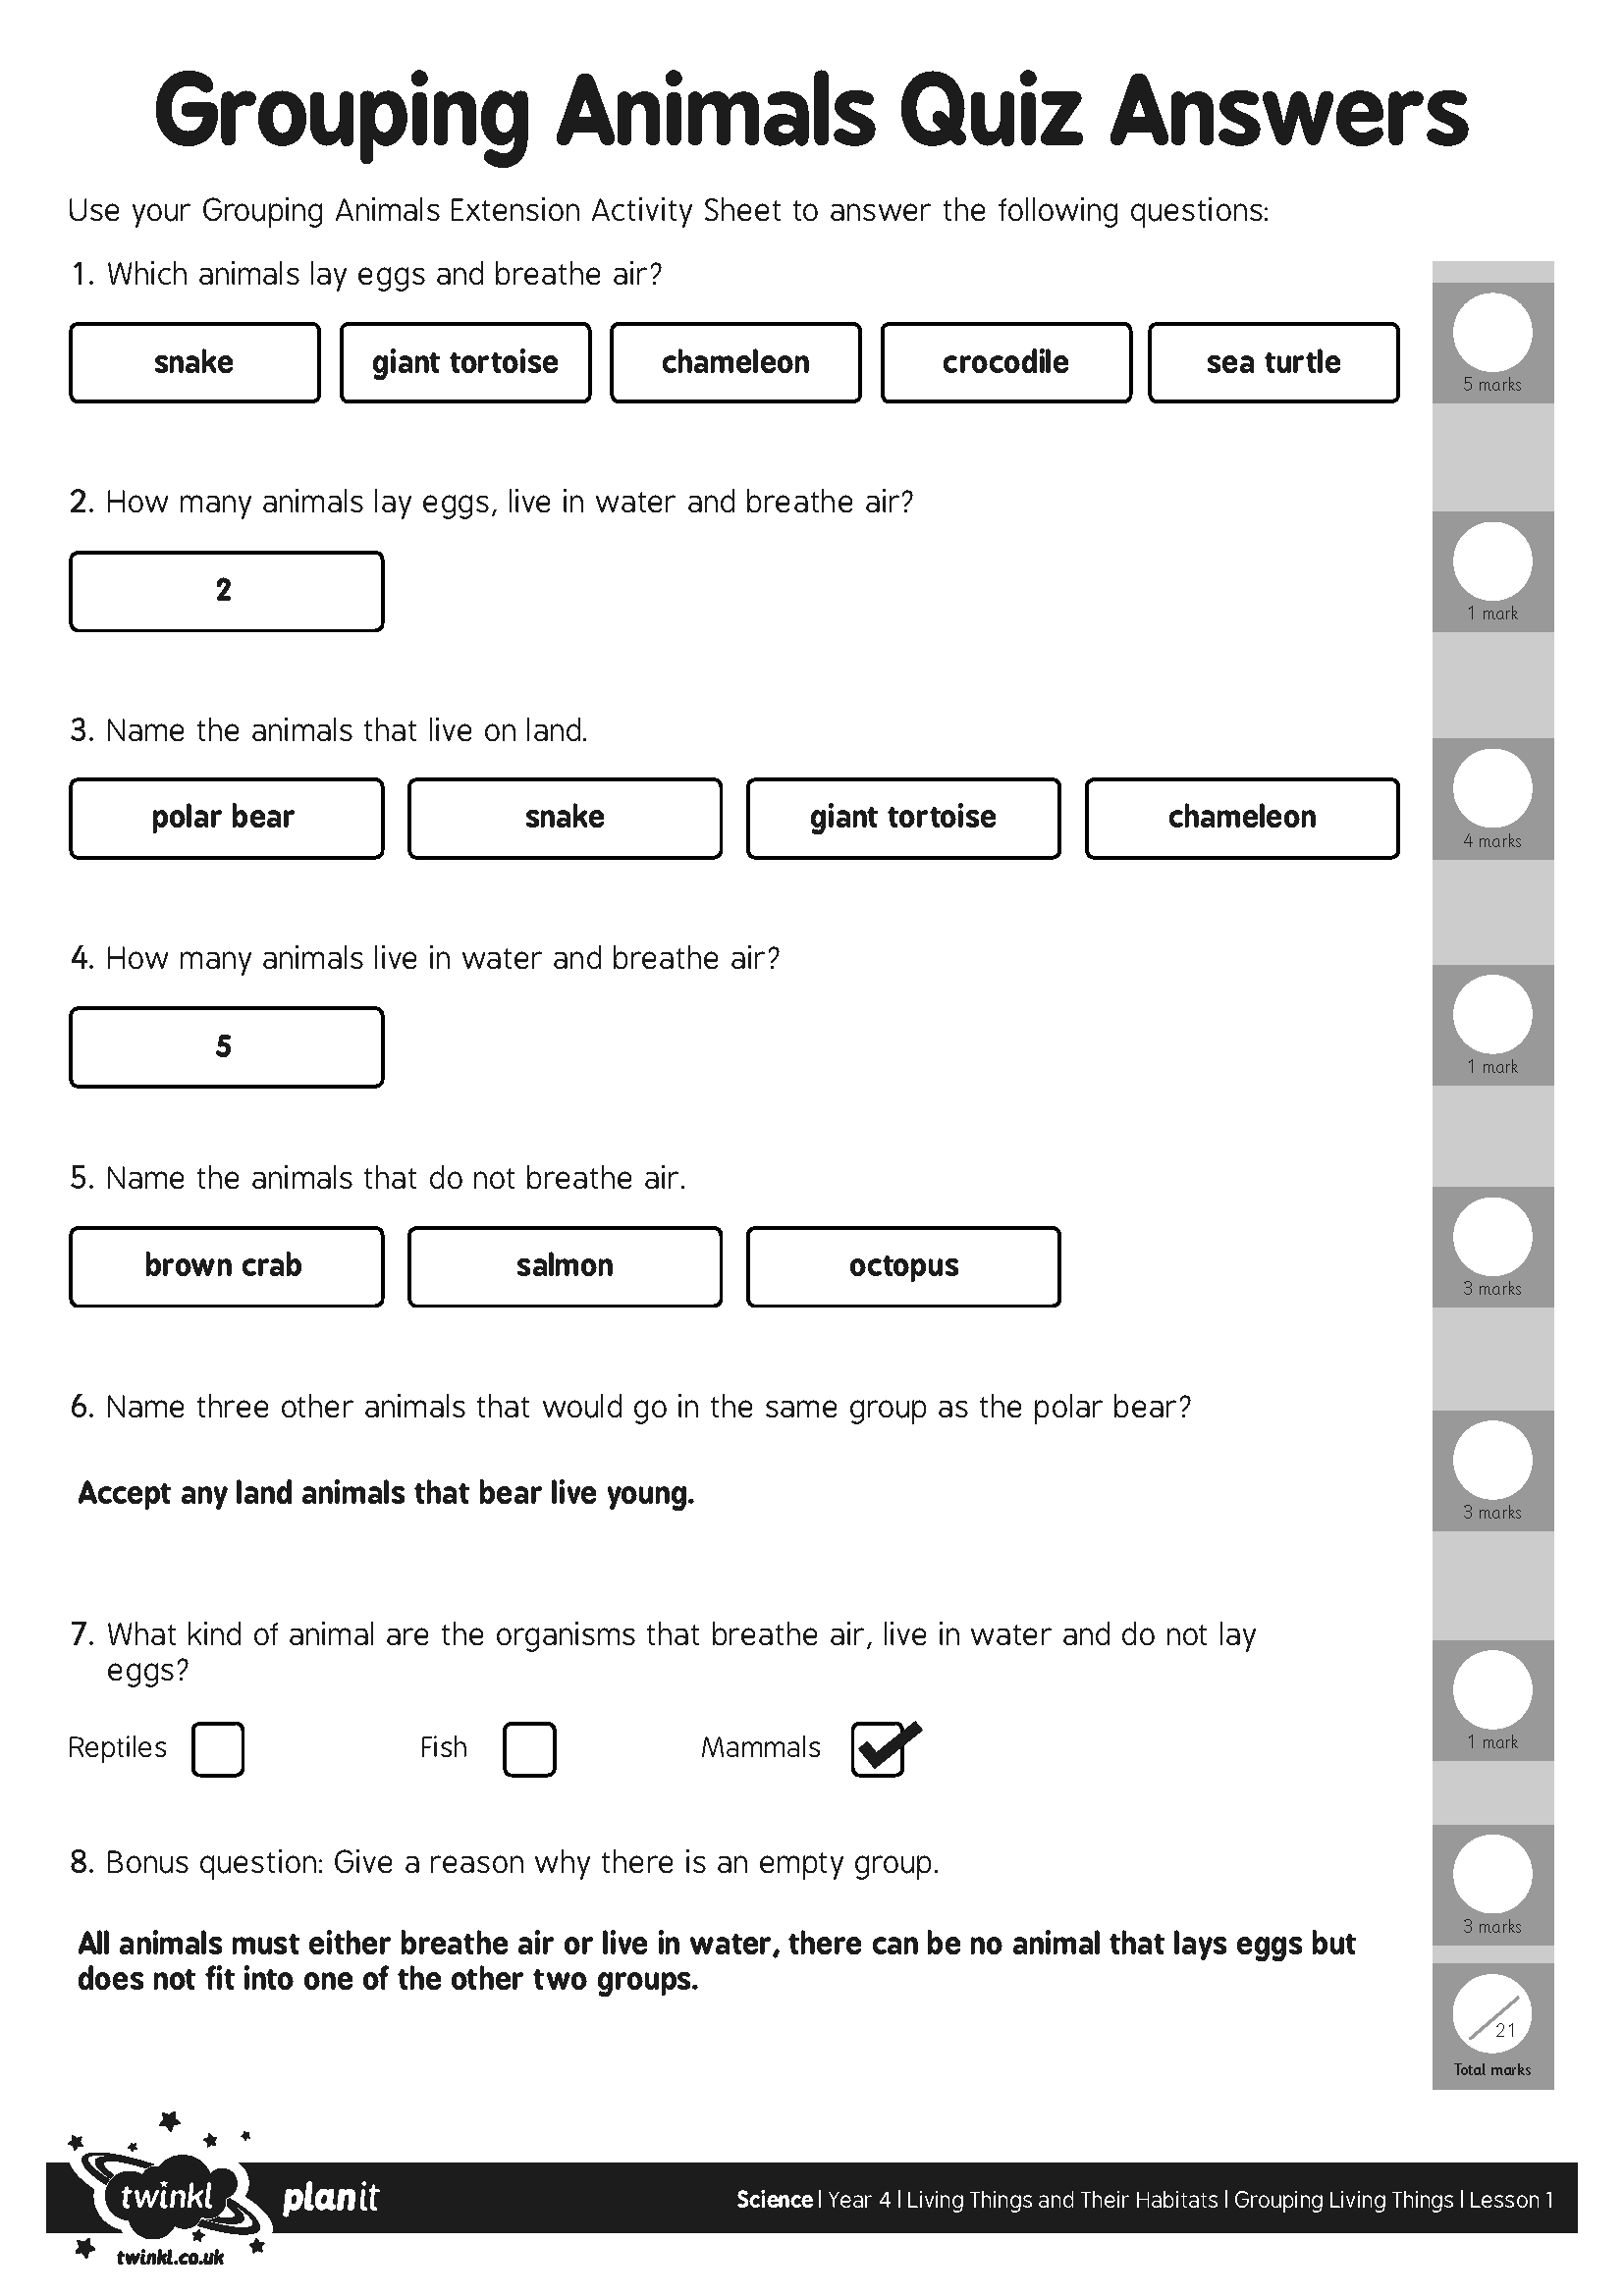 Grouping Animals Quiz Answers
Use your Grouping Animals Extension Activity Sheet to answer the following questions:
1. Which animals lay eggs and breathe air?
snake
giant tortoise
chameleon
crocodile
sea turtle
5 marks
2. How many animals lay eggs, live in water and breathe air?
2
1 mark
3. Name the animals that live on land.
polar bear
snake
giant tortoise
chameleon
4 marks
4. How many animals live in water and breathe air?
5
1 mark
5. Name the animals that do not breathe air.
brown crab
salmon
octopus
3 marks
6. Name three other animals that would go in the same group as the polar bear?
Accept any land animals that bear live young.
3 marks
7. What kind of animal are the organisms that breathe air, live in water and do not lay
eggs?
Reptiles
Fish
Mammals
1 mark
8. Bonus question: Give a reason why there is an empty group.
All animals must either breathe air or live in water, there can be no animal that lays eggs but
does not fit into one of the other two groups.
3 marks
21
Total marks
twinkl
planit
twinkl.co.uk
Science | Year 4 | Living Things and Their Habitats | Grouping Living Things | Lesson 1